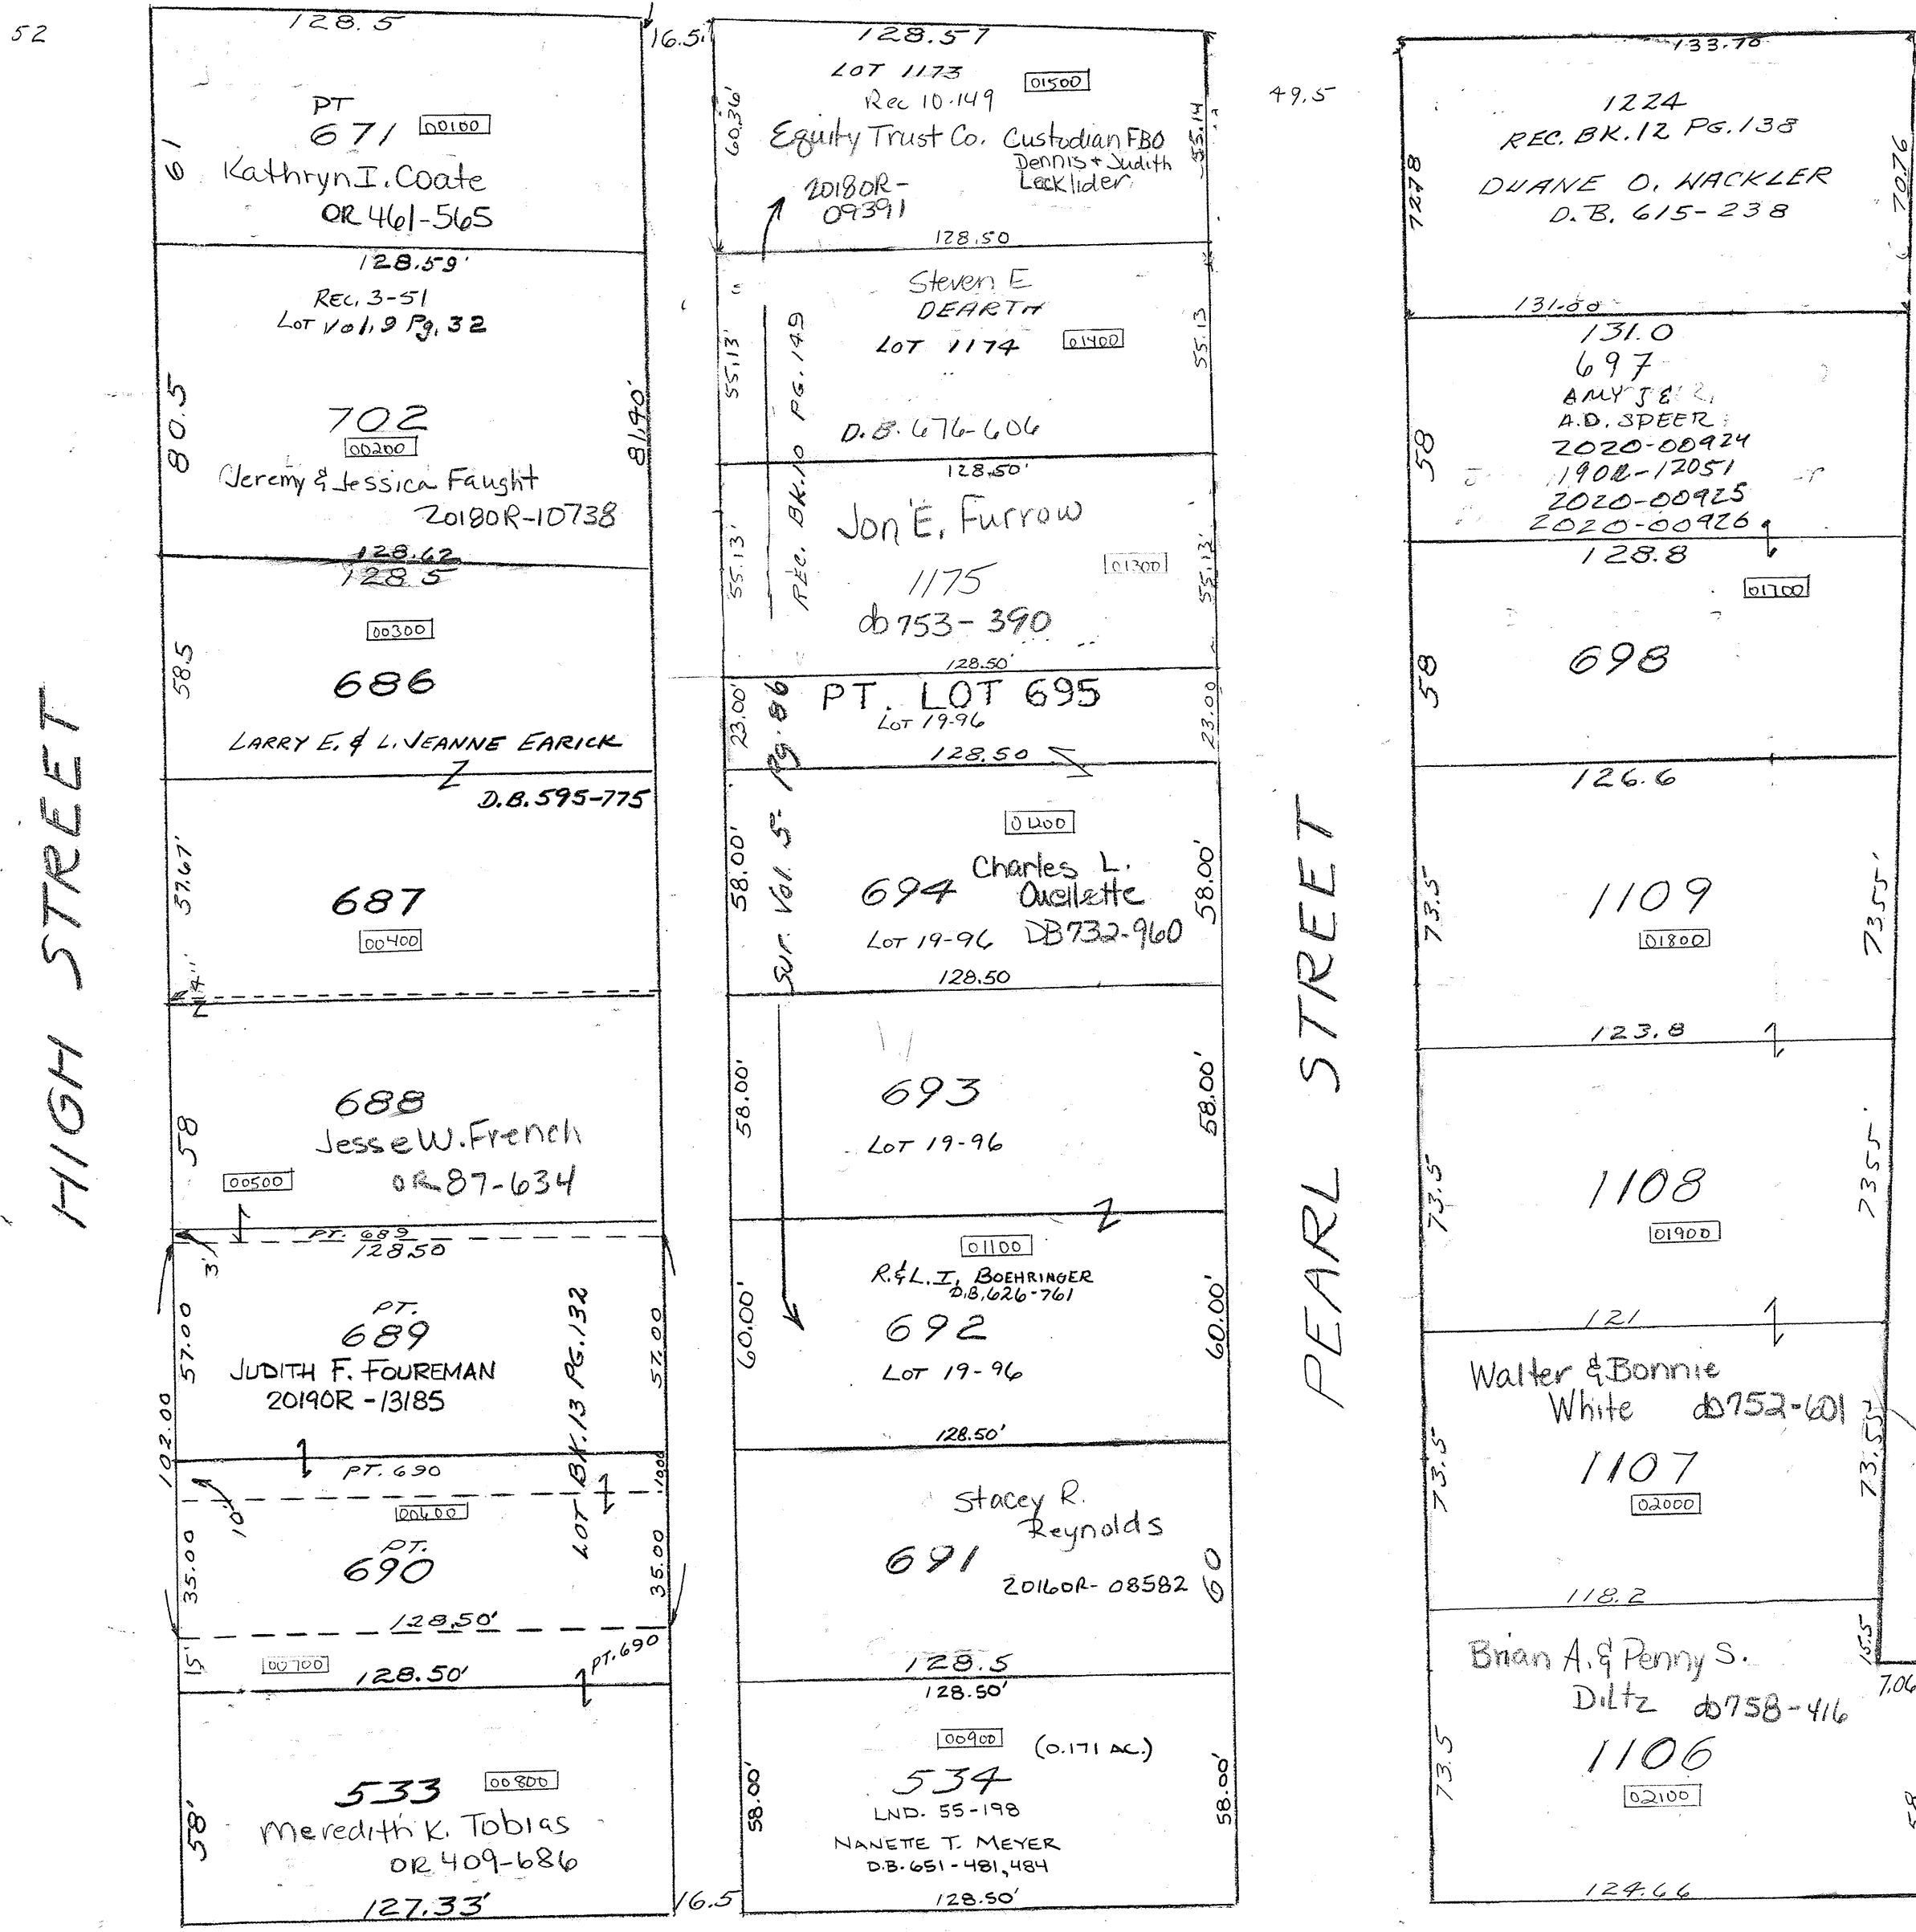 52
128.5
PT
671 00100
61
Kathryn I. Coate
OR 461-565
128.59'
REC. 3-51
LOT Vol. 9 Pg. 32
80.5
81.40'
702
00200
Jeremy & Jessica Faught
2018OR-10738
128.62
128.5
00300
58.5
686
LARRY E. & L. JEANNE EARICK
D.B. 595-775
37.67'
687
00400
HIGH STREET
688
Jesse W. French
58
00500
OR 87-634
PT. 689
128.50
3'
57.00
57.00
PT.
689
JUDITH F. FOUREMAN
2019OR-13185
LOT BK. 13 PG. 132
102.00
PT. 690
10'
00600
35.00
35.00
PT.
690
128.50'
15'
00700
128.50'
PT. 690
533 00800
58'
Meredith K. Tobias
OR 409-686
127.33'
16.5'
16.5
128.57
LOT 1173 01500
Rec 10-149
60.36'
55.14
Equity Trust Co. Custodian FBO
Dennis + Judith
Lecklider
2018OR-
09391
128.50
Steven E
DEARTH
LOT 1174 01400
55.13'
55.13
REC. BK. 10 PG. 149
D.B. 676-606
128.50'
Jon E. Furrow
1175 01300
55.13'
55.13'
db 753-390
128.50'
PT. LOT 695
LOT 19-96
23.00'
23.00
128.50
Sur. Vol. 5- Pg. 86
01200
58.00'
58.00'
694 Charles L.
Ouellette
LOT 19-96 DB 732-960
128.50
58.00'
58.00'
693
LOT 19-96
01100
R. & L. I. BOEHRINGER
D.B. 626-761
60.00'
60.00'
692
LOT 19-96
128.50'
Stacey R.
Reynolds
691
2016OR-08582
60
128.5
128.50'
00900 (0.171 AC.)
534
LND. 55-198
58.00'
58.00'
NANETTE T. MEYER
D.B. 651-481, 484
128.50'
49.5
PEARL STREET
133.70
1224
REC. BK. 12 PG. 138
72.78
70.76
DUANE O. WACKLER
D.B. 615-238
131.00
131.0
697
AMY J &
A.D. SPEER
2020-00924
19OR-12051
2020-00925
2020-00926
58
128.8
01700
58
698
126.6
73.5
73.55'
1109
01800
123.8
73.5
73.55'
1108
01900
121
Walter & Bonnie
White db 752-601
73.5
73.55'
1107
02000
118.2
15.5
7.06
Brian A. & Penny S.
Diltz db 758-416
73.5
1106
02100
124.66